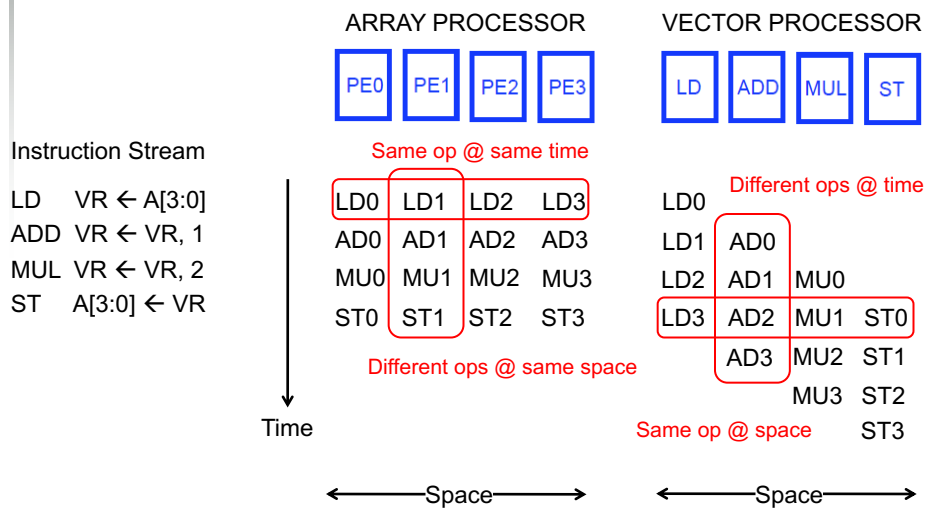 ARRAY PROCESSOR VECTOR PROCESSOR
PE0 PE1 PE2 PE3 LD ADD MUL ST
Instruction Stream Same op @ same time
Different ops @ time
LD VR ← A[3:0] LD0 LD1 LD2 LD3 LD0
ADD VR ← VR, 1 AD0 AD1 AD2 AD3 LD1 AD0
MUL VR ← VR, 2 MU0 MU1 MU2 MU3 LD2 AD1 MU0
ST A[3:0] ← VR ST0 ST1 ST2 ST3 LD3 AD2 MU1 ST0
Different ops @ same space AD3 MU2 ST1
MU3 ST2
Time Same op @ space ST3
Space Space